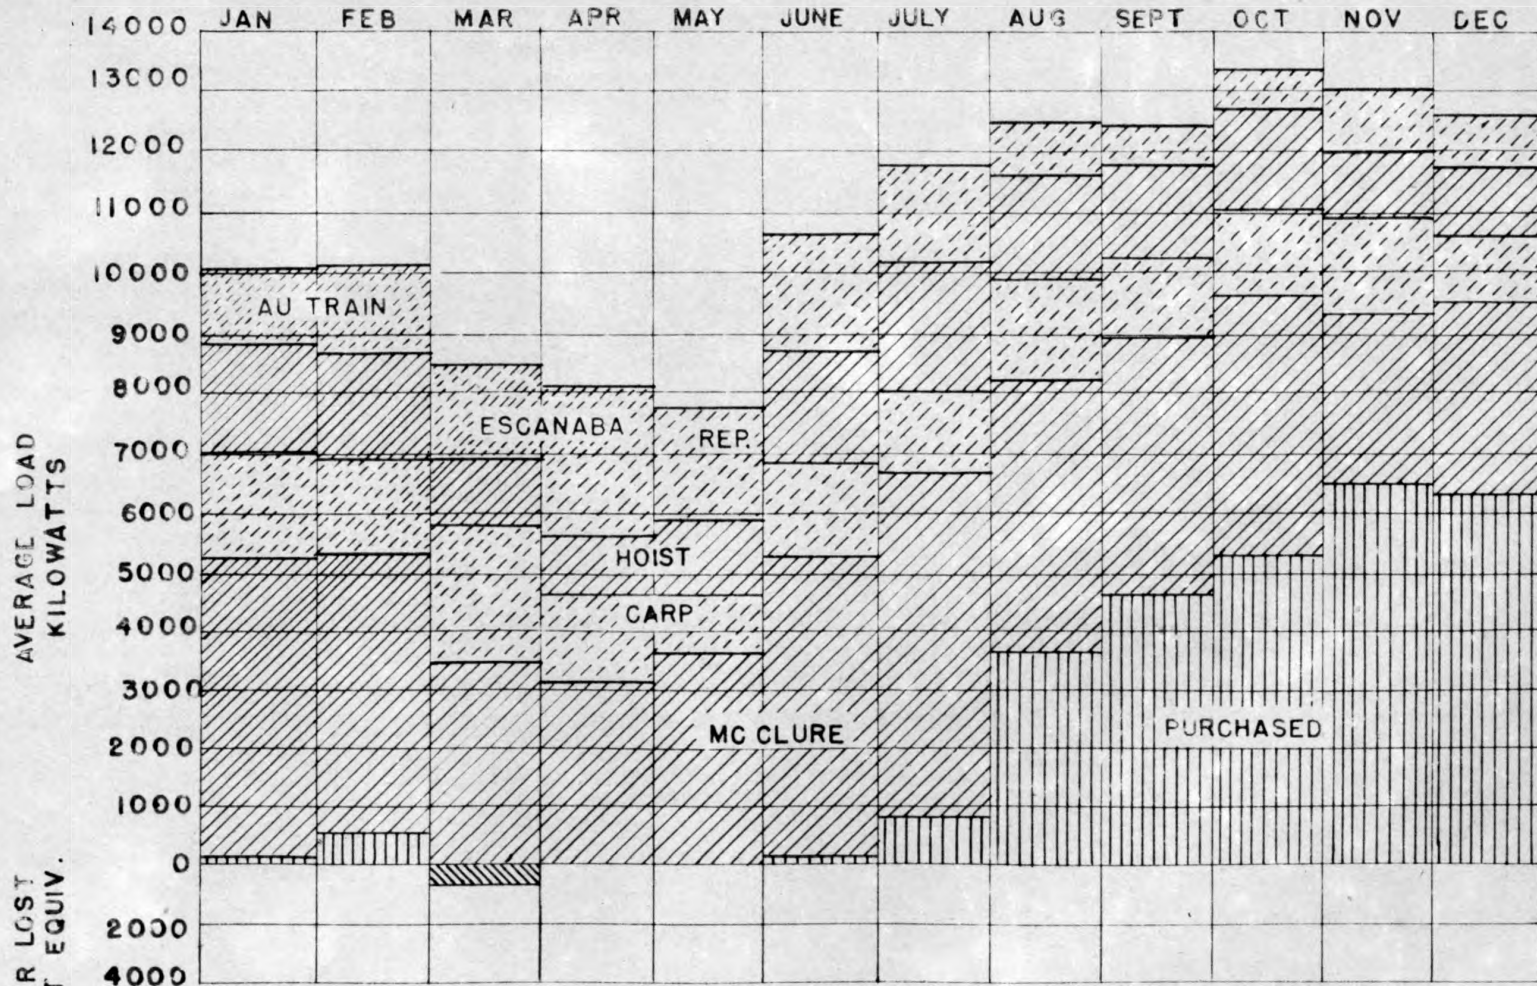 JAN FEB MAR APR MAY JUNE JULY AUG SEPT OCT NOV DEC
14000
13000
12000
11000
10000
9000
8000
7000
6000
5000
4000
3000
2000
1000
0
2000
4000
AVERAGE LOAD
KILOWATTS
LOST
EQUIV.
AU TRAIN
ESCANABA
REP.
HOIST
CARP
MC CLURE
PURCHASED